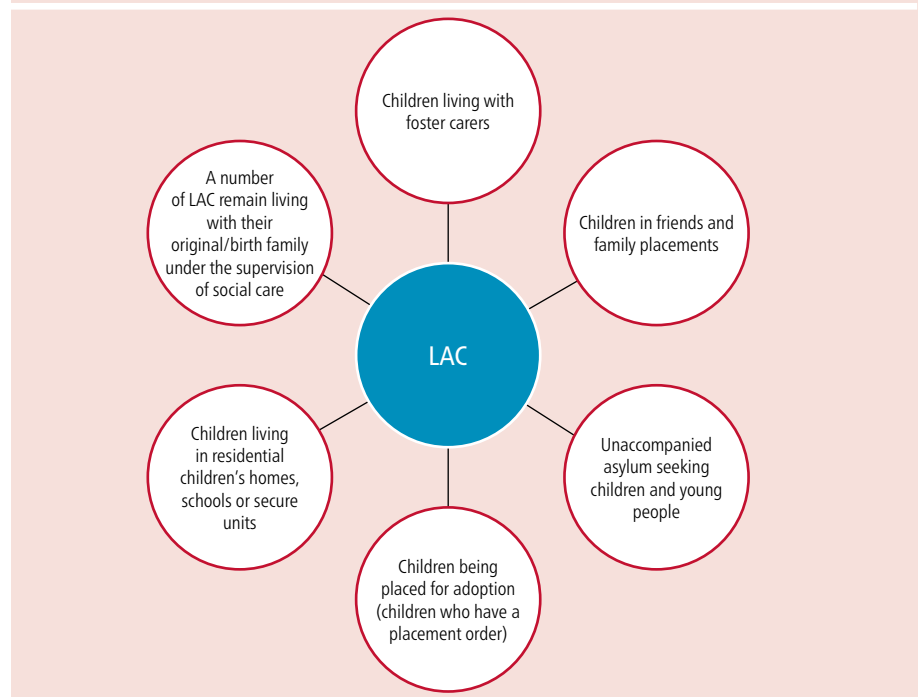 Children living with
foster carers
A number
of LAC remain living
with their
original/birth family
under the supervision
of social care
Children in friends and
family placements
LAC
Children living
in residential
children’s homes,
schools or secure
units
Unaccompanied
asylum seeking
children and young
people
Children being
placed for adoption
(children who have a
placement order)